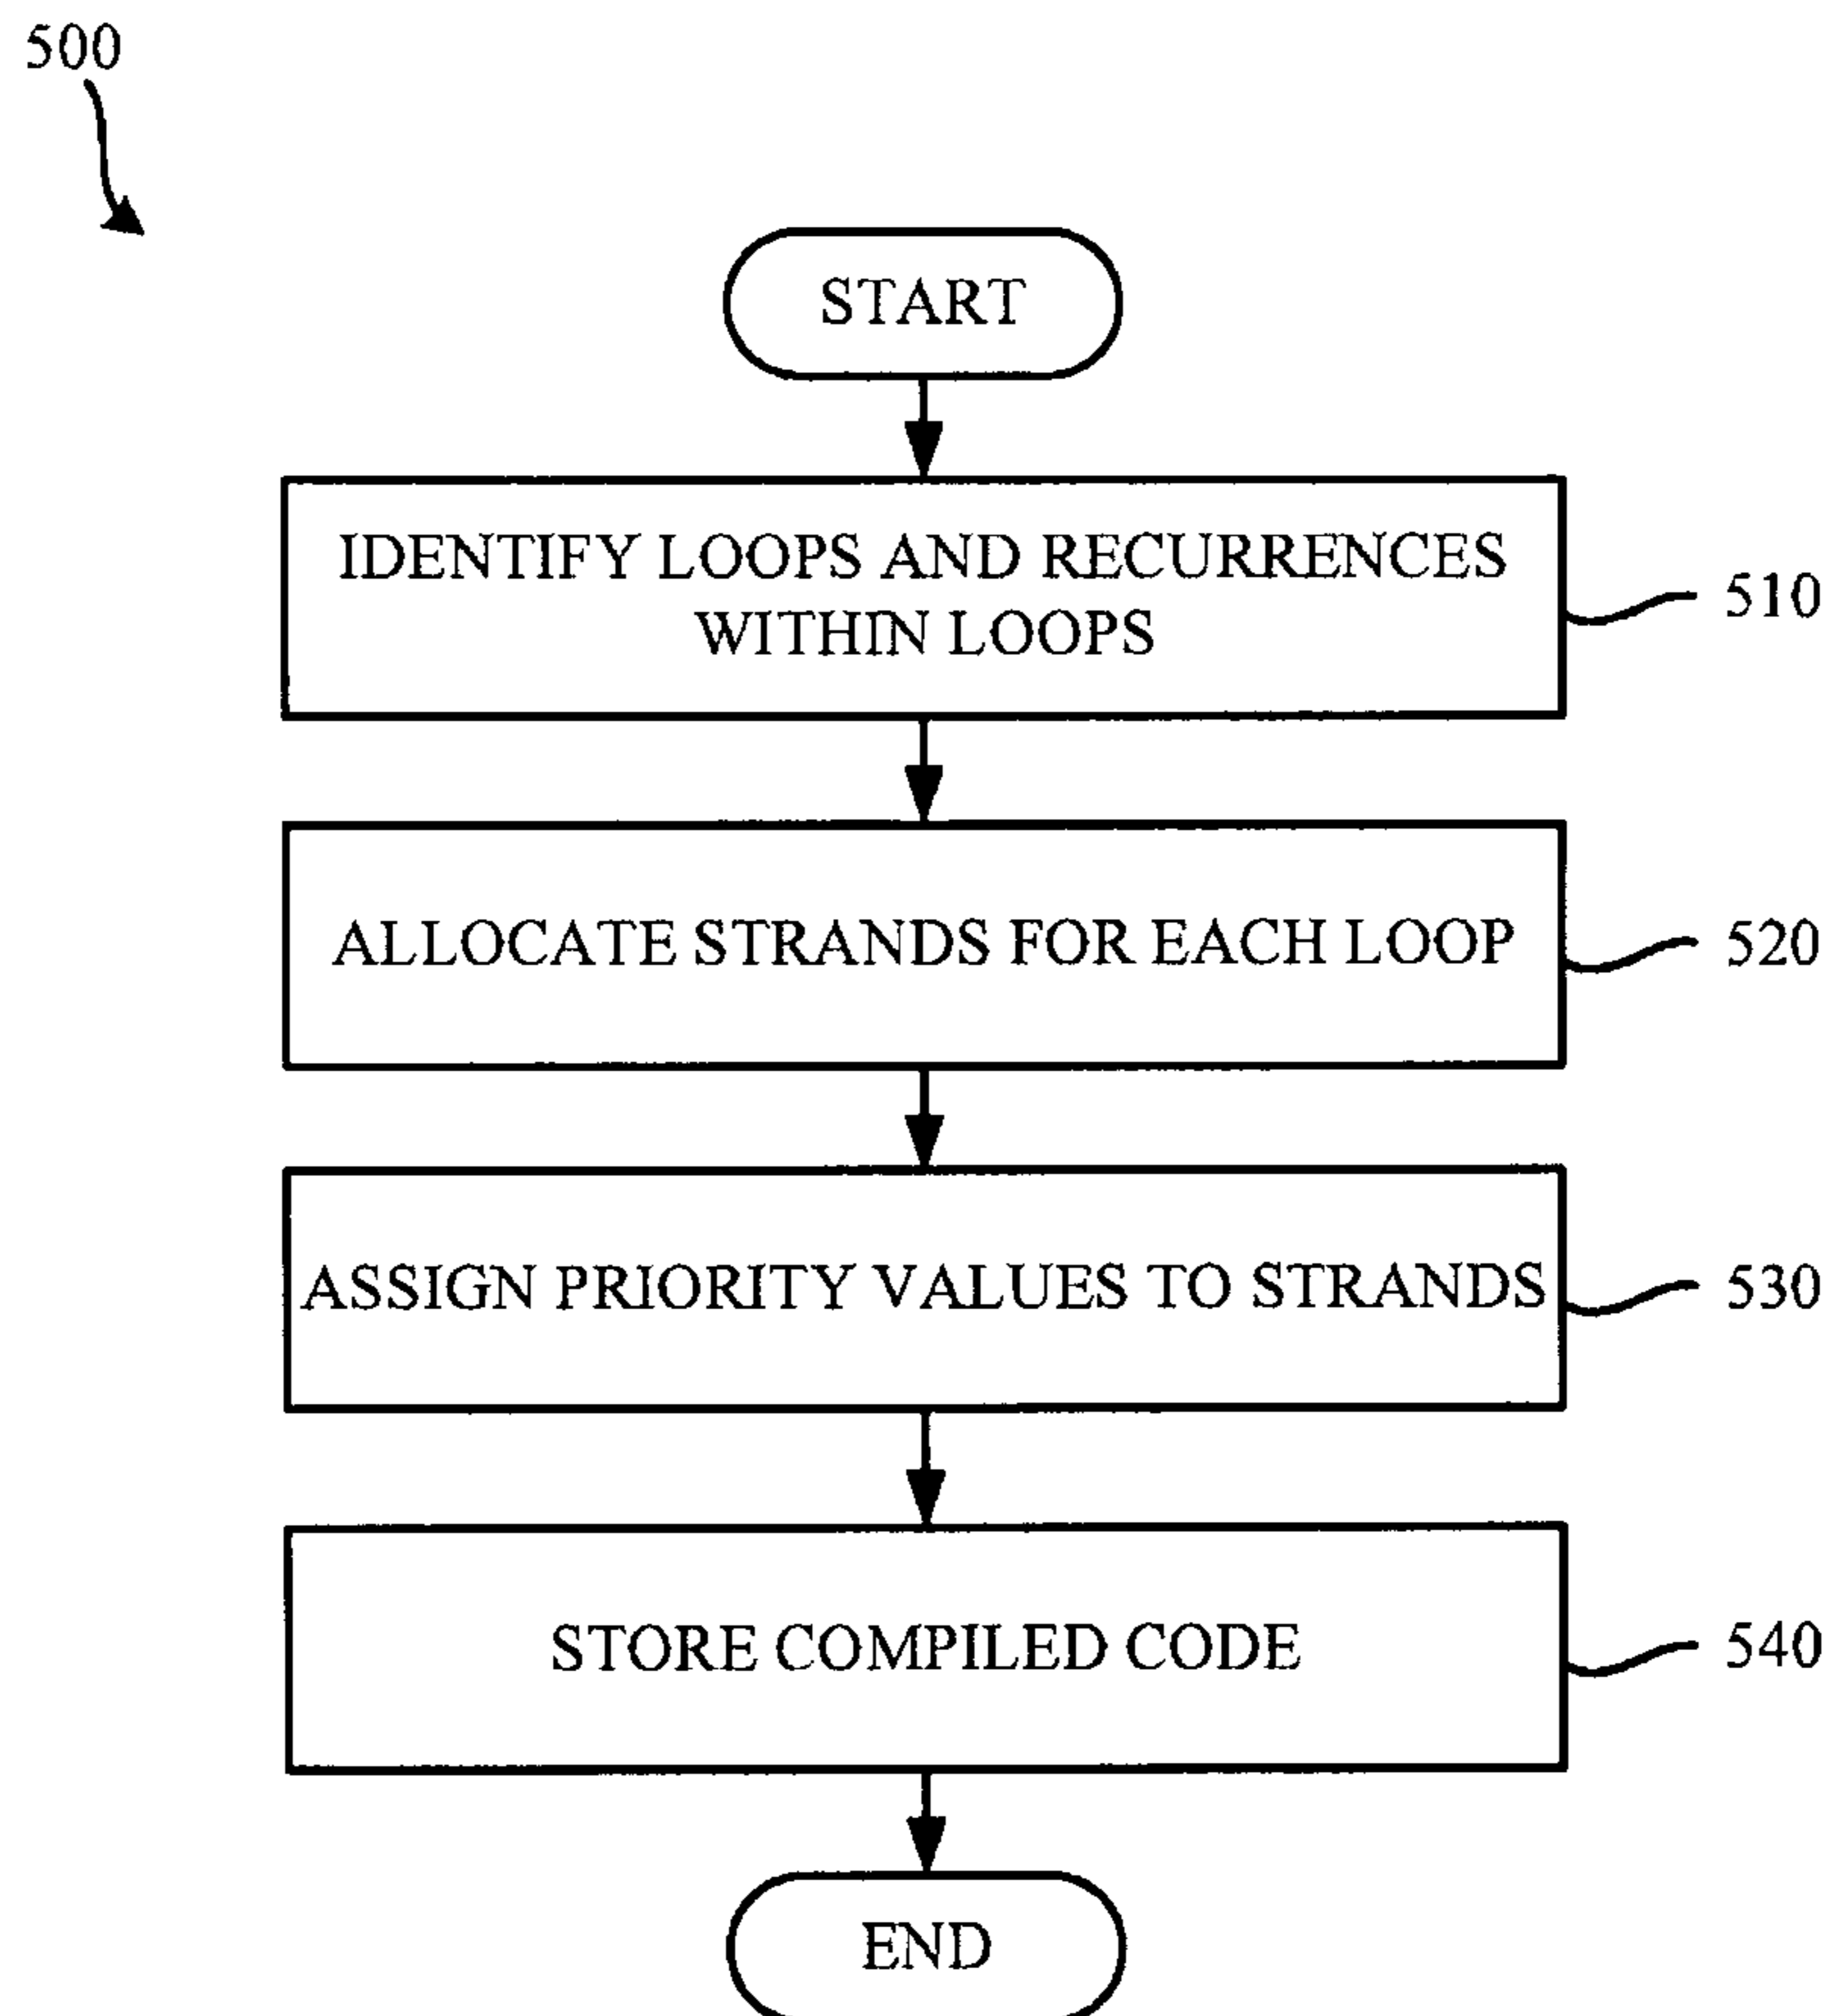 500
START
IDENTIFY LOOPS AND RECURRENCES
WITHIN LOOPS
510
ALLOCATE STRANDS FOR EACH LOOP
520
ASSIGN PRIORITY VALUES TO STRANDS
530
STORE COMPILED CODE
540
END